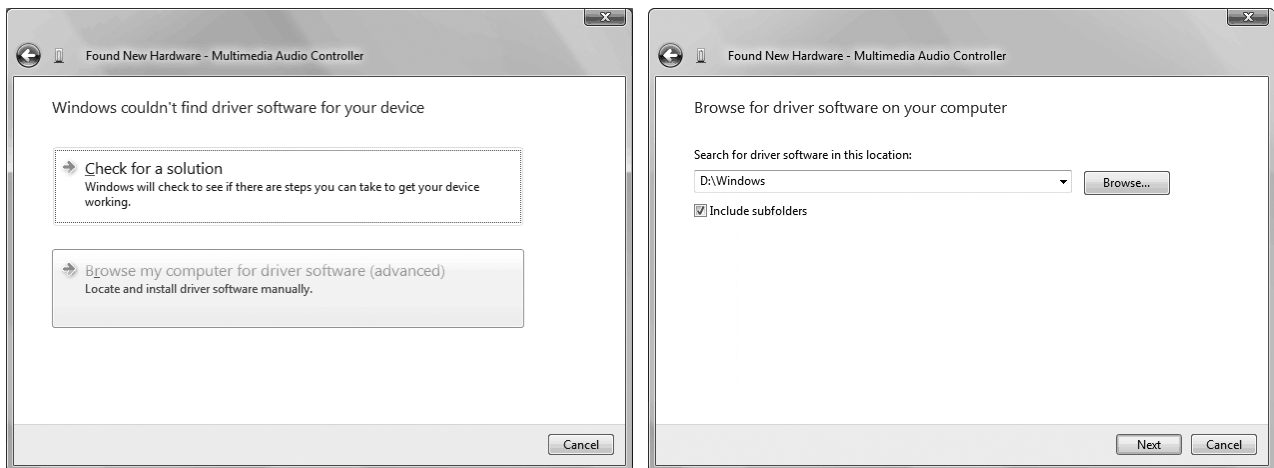 Found New Hardware - Multimedia Audio Controller
Windows couldn't find driver software for your device
Check for a solution
Windows will check to see if there are steps you can take to get your device
working.
Browse my computer for driver software (advanced)
Locate and install driver software manually.
Cancel
Found New Hardware - Multimedia Audio Controller
Browse for driver software on your computer
Search for driver software in this location:
D:\Windows
Browse...
Include subfolders
Next
Cancel